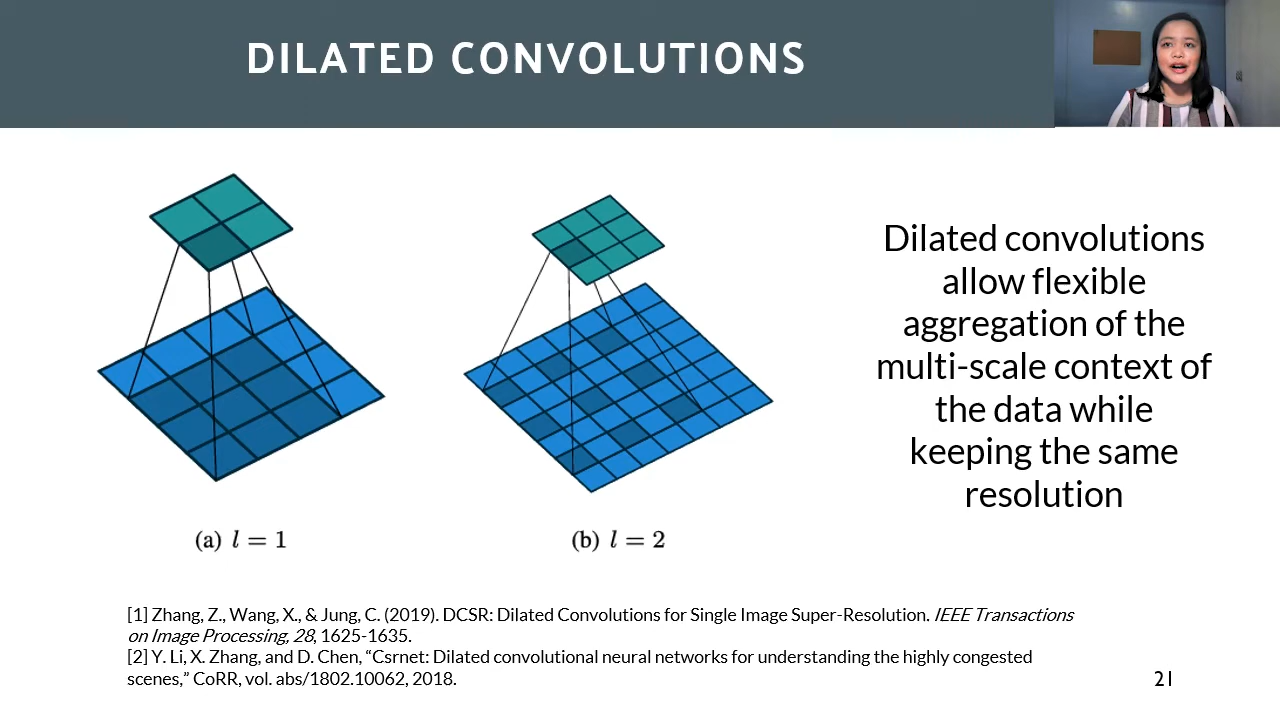 DILATED CONVOLUTIONS
Dilated convolutions
allow flexible
aggregation of the
multi-scale context of
the data while
keeping the same
resolution
(a) l = 1
(b) l = 2
[1] Zhang, Z., Wang, X., & Jung, C. (2019). DCSR: Dilated Convolutions for Single Image Super-Resolution. IEEE Transactions
on Image Processing, 28, 1625-1635.
[2] Y. Li, X. Zhang, and D. Chen, “Csrnet: Dilated convolutional neural networks for understanding the highly congested
scenes,” CoRR, vol. abs/1802.10062, 2018.
21